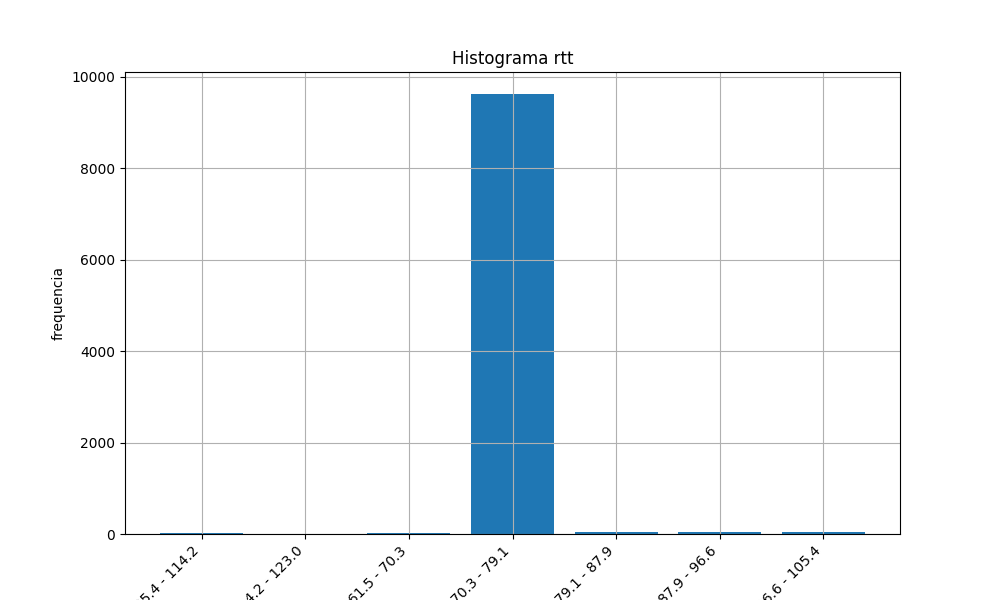 Histograma rtt
10000
8000
6000
4000
2000
0
frequencia
5.4 - 114.2
4.2 - 123.0
61.5 - 70.3
70.3 - 79.1
79.1 - 87.9
87.9 - 96.6
6.6 - 105.4